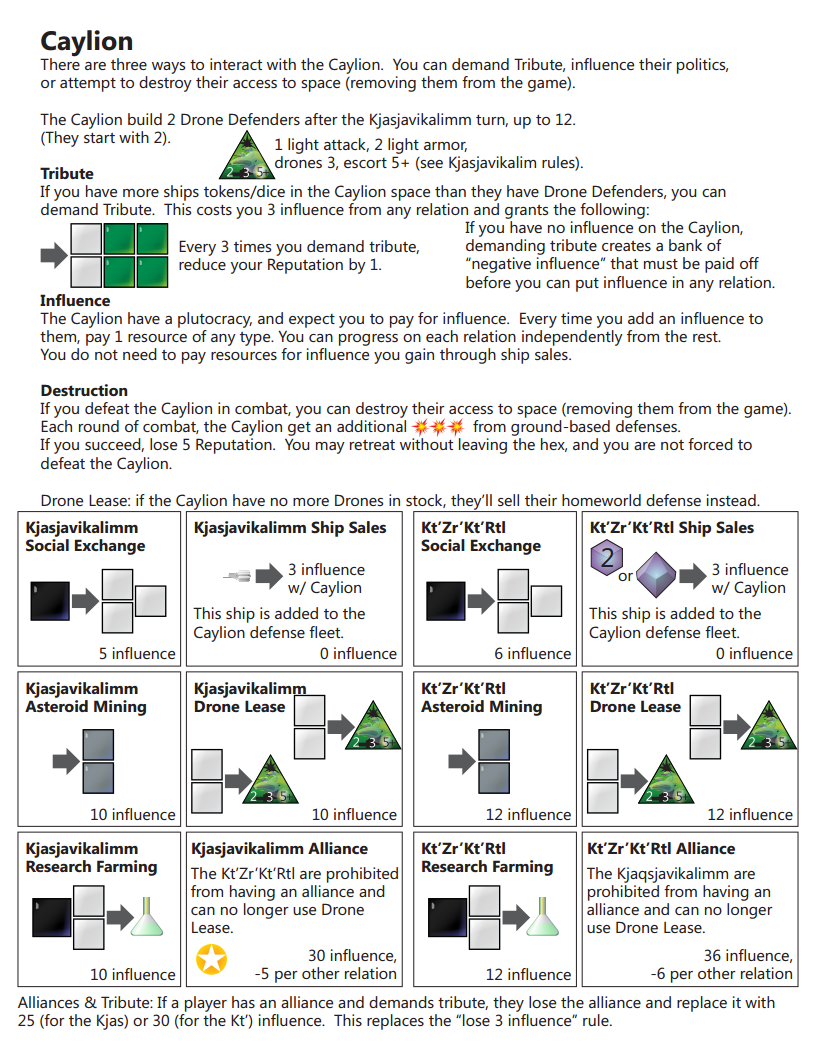 Caylion
There are three ways to interact with the Caylion.  You can demand Tribute, influence their politics,
or attempt to destroy their access to space (removing them from the game).
The Caylion build 2 Drone Defenders after the Kjasjavikalimm turn, up to 12.
(They start with 2).
1 light attack, 2 light armor,
drones 3, escort 5+ (see Kjasjavikalim rules).
2 3 5+
Tribute
If you have more ships tokens/dice in the Caylion space than they have Drone Defenders, you can
demand Tribute.  This costs you 3 influence from any relation and grants the following:
Every 3 times you demand tribute,
reduce your Reputation by 1.
If you have no influence on the Caylion,
demanding tribute creates a bank of
“negative influence” that must be paid off
before you can put influence in any relation.
Influence
The Caylion have a plutocracy, and expect you to pay for influence.  Every time you add an influence to
them, pay 1 resource of any type. You can progress on each relation independently from the rest.
You do not need to pay resources for influence you gain through ship sales.
Destruction
If you defeat the Caylion in combat, you can destroy their access to space (removing them from the game).
Each round of combat, the Caylion get an additional from ground-based defenses.
If you succeed, lose 5 Reputation.  You may retreat without leaving the hex, and you are not forced to
defeat the Caylion.
Drone Lease: if the Caylion have no more Drones in stock, they’ll sell their homeworld defense instead.
Kjasjavikalimm
Social Exchange
5 influence
Kjasjavikalimm Ship Sales
3 influence
w/ Caylion
This ship is added to the
Caylion defense fleet.
0 influence
Kt’Zr’Kt’Rtl
Social Exchange
6 influence
Kt’Zr’Kt’Rtl Ship Sales
2
or
3 influence
w/ Caylion
This ship is added to the
Caylion defense fleet.
0 influence
Kjasjavikalimm
Asteroid Mining
10 influence
Kjasjavikalimm
Drone Lease
2 3 5+
2 3 5+
10 influence
Kt’Zr’Kt’Rtl
Asteroid Mining
12 influence
Kt’Zr’Kt’Rtl
Drone Lease
2 3 5+
2 3 5+
12 influence
Kjasjavikalimm
Research Farming
10 influence
Kjasjavikalimm Alliance
The Kt’Zr’Kt’Rtl are prohibited
from having an alliance and
can no longer use Drone
Lease.
30 influence,
-5 per other relation
Kt’Zr’Kt’Rtl
Research Farming
12 influence
Kt’Zr’Kt’Rtl Alliance
The Kjaqsjavikalimm are
prohibited from having an
alliance and can no longer
use Drone Lease.
36 influence,
-6 per other relation
Alliances & Tribute: If a player has an alliance and demands tribute, they lose the alliance and replace it with
25 (for the Kjas) or 30 (for the Kt’) influence.  This replaces the “lose 3 influence” rule.